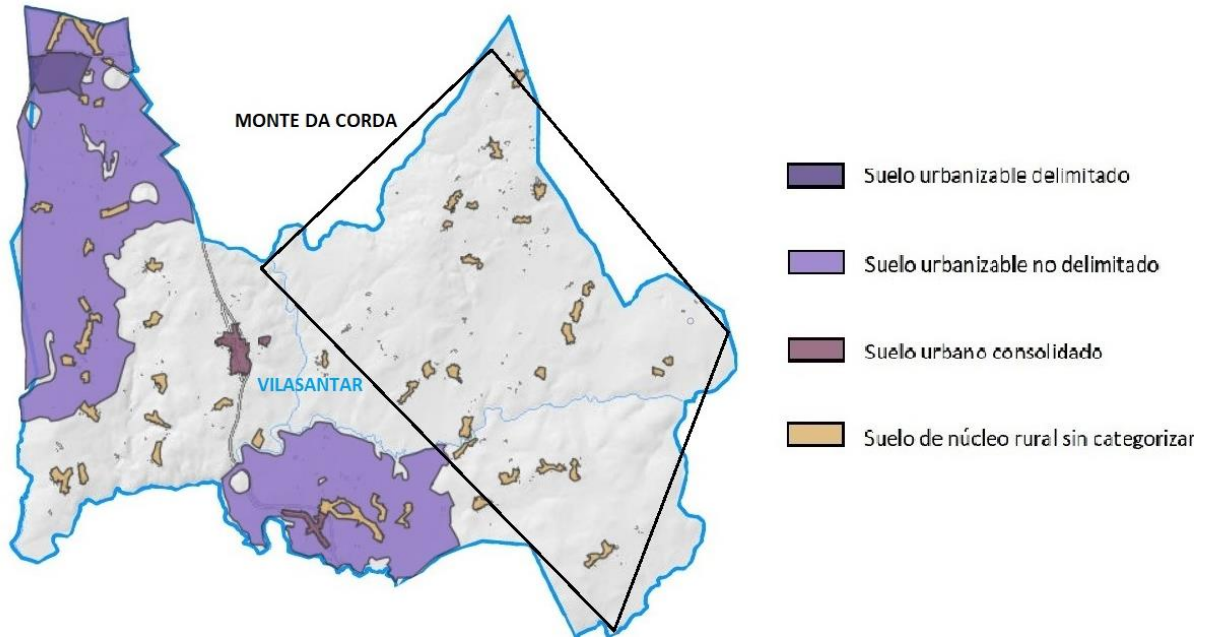 MONTE DA CORDA
VILASANTAR
Suelo urbanizable delimitado
Suelo urbanizable no delimitado
Suelo urbano consolidado
Suelo de núcleo rural sin categorizar